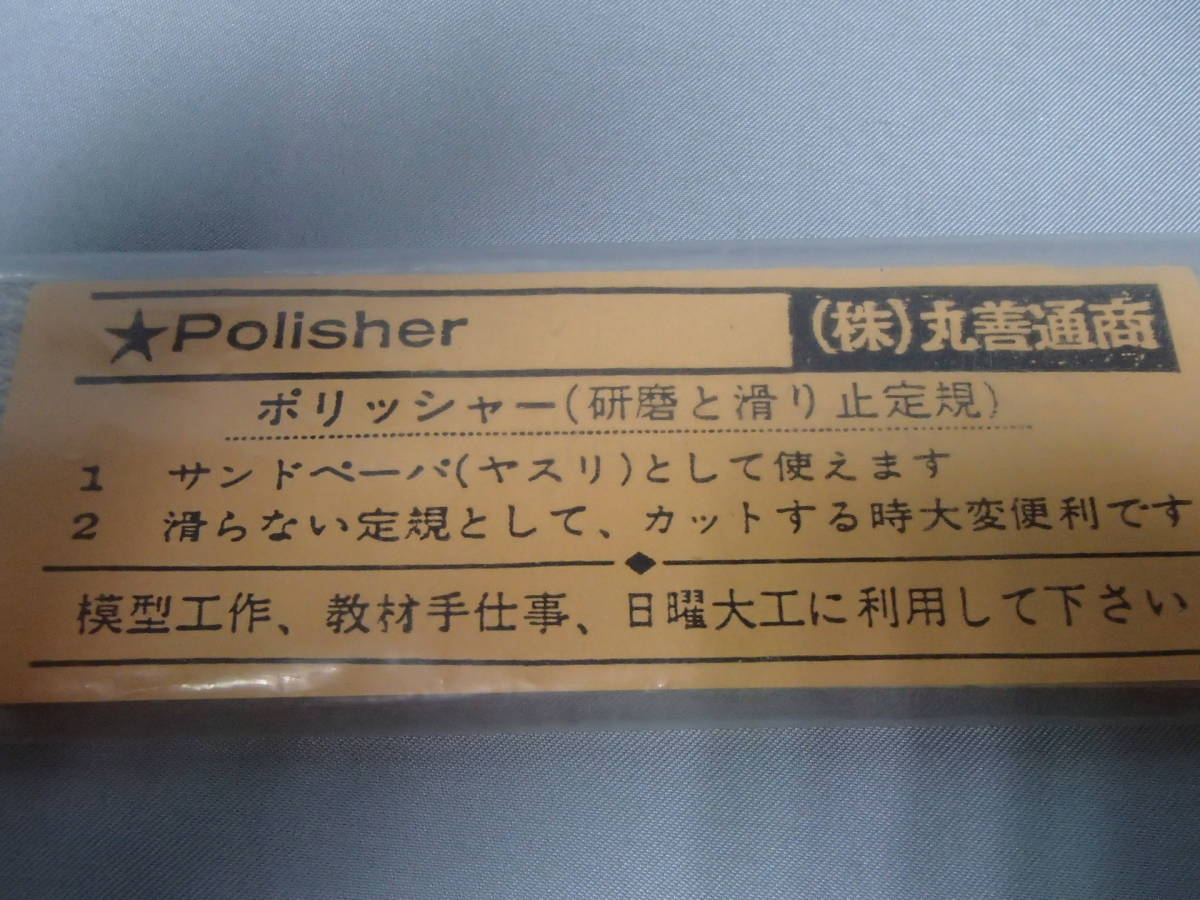 ★Polisher (株)丸善通商
ポリッシャー(研磨と滑り止定規)
1 サンドペーパ(ヤスリ)として使えます
2 滑らない定規として、カットする時大変便利です
模型工作、教材手仕事、日曜大工に利用して下さい